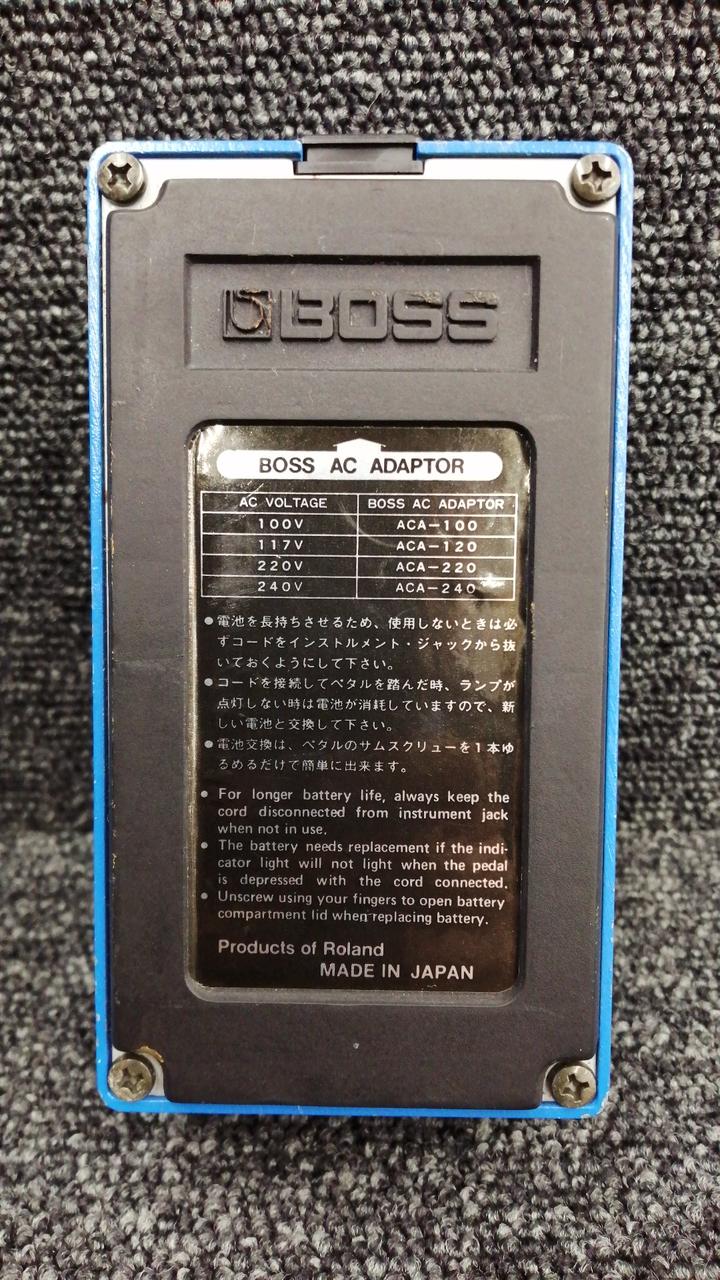 BOSS
BOSS AC ADAPTOR
AC VOLTAGE BOSS AC ADAPTOR
100V ACA-100
117V ACA-120
220V ACA-220
240V ACA-240
●電池を長持ちさせるため、使用しないときは必
ずコードをインストルメント・ジャックから抜
いておくようにして下さい。
●コードを接続してペタルを踏んだ時、ランプが
点灯しない時は電池が消耗していますので、新
しい電池と交換して下さい。
●電池交換は、ペタルのサムスクリューを1本ゆ
るめるだけで簡単に出来ます。
● For longer battery life, always keep the
cord disconnected from instrument jack
when not in use.
● The battery needs replacement if the indi-
cator light will not light when the pedal
is depressed with the cord connected.
● Unscrew using your fingers to open battery
compartment lid when replacing battery.
Products of Roland
MADE IN JAPAN